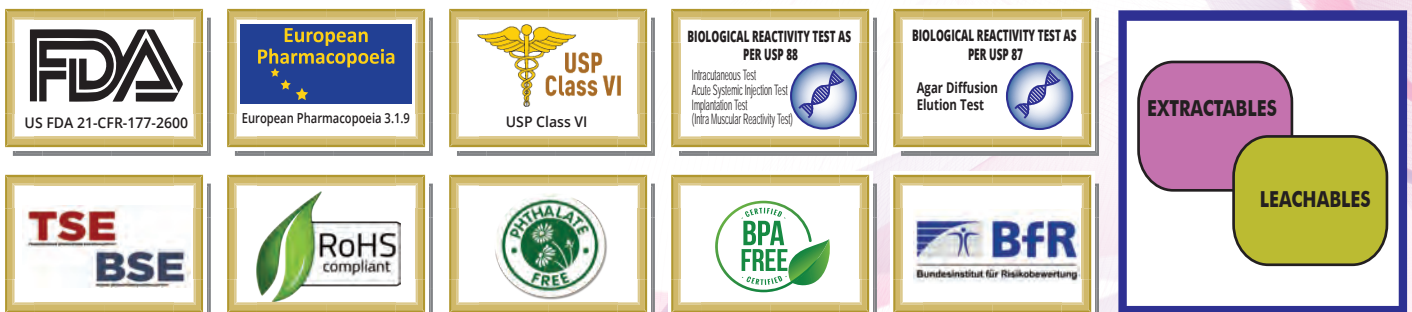 FDA
US FDA 21-CFR-177-2600
European
Pharmacopoeia
European Pharmacopoeia 3.1.9
USP
Class VI
USP Class VI
BIOLOGICAL REACTIVITY TEST AS
PER USP 88
Intracutaneous Test
Acute Systemic Injection Test
Implantation Test
(Intra Muscular Reactivity Test)
BIOLOGICAL REACTIVITY TEST AS
PER USP 87
Agar Diffusion
Elution Test
EXTRACTABLES
LEACHABLES
TSE
BSE
RoHS
compliant
PHTHALATE
FREE
CERTIFIED
BPA
FREE
CERTIFIED
BfR
Bundesinstitut für Risikobewertung